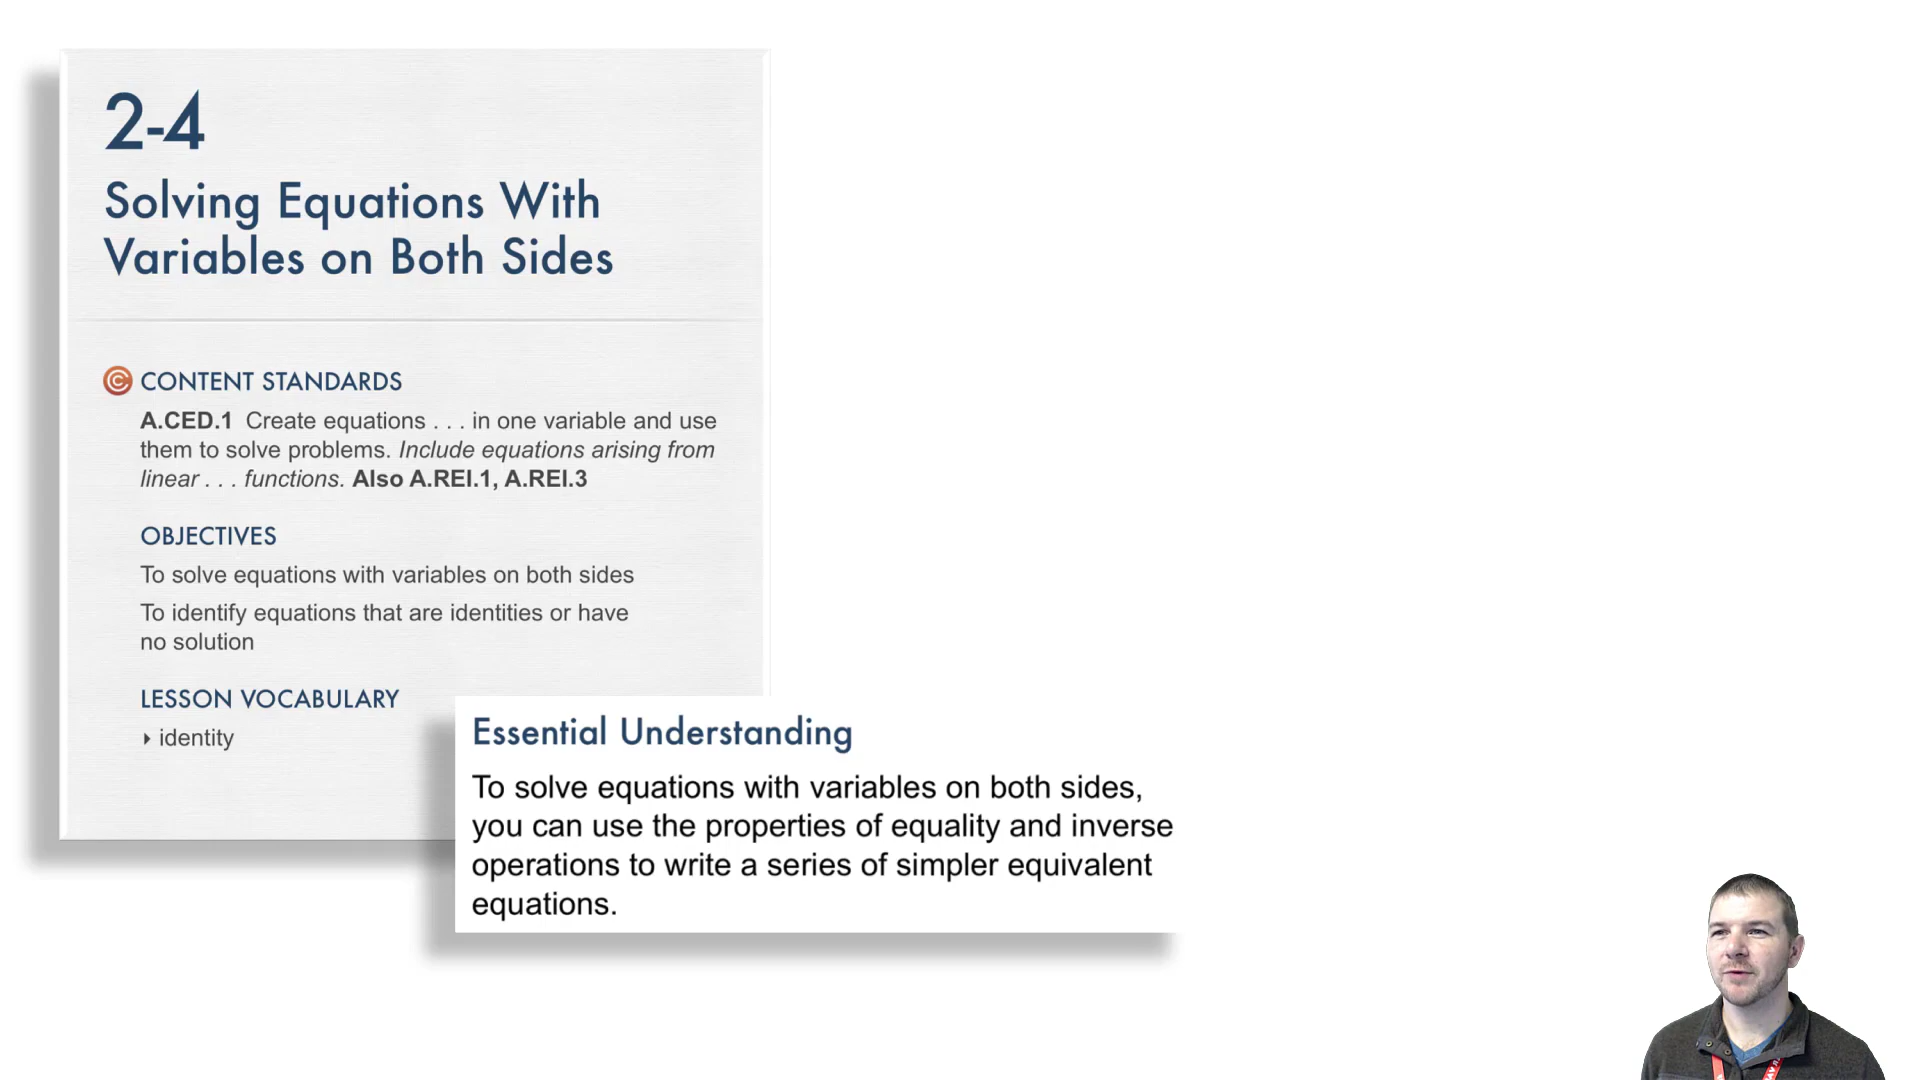 2-4
Solving Equations With
Variables on Both Sides
CONTENT STANDARDS
A.CED.1 Create equations . . . in one variable and use
them to solve problems. Include equations arising from
linear . . . functions. Also A.REI.1, A.REI.3
OBJECTIVES
To solve equations with variables on both sides
To identify equations that are identities or have
no solution
LESSON VOCABULARY
‣ identity
Essential Understanding
To solve equations with variables on both sides,
you can use the properties of equality and inverse
operations to write a series of simpler equivalent
equations.